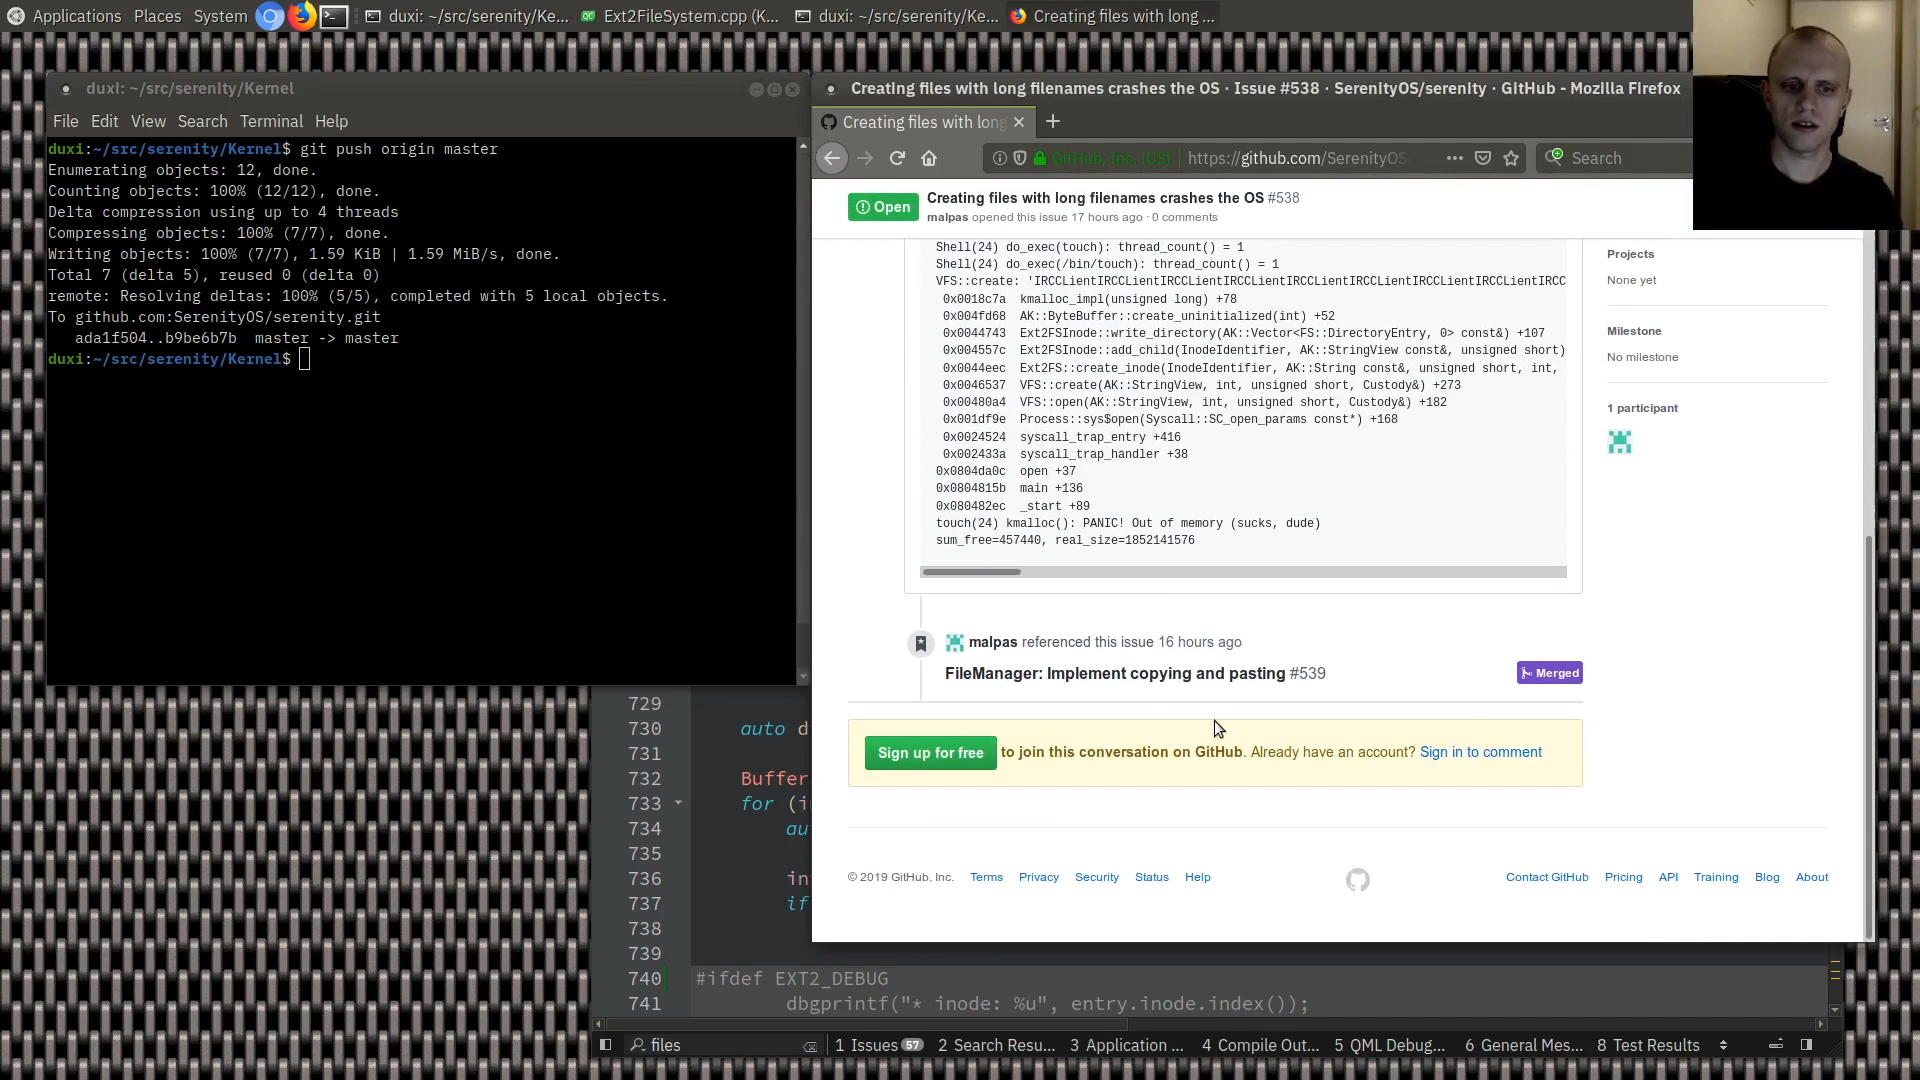 Applications Places System duxi: ~/src/serenity/Ke... Ext2FileSystem.cpp (K... duxi: ~/src/serenity/Ke... Creating files with long ...
duxi: ~/src/serenity/Kernel
File Edit View Search Terminal Help
duxi:~/src/serenity/Kernel$ git push origin master
Enumerating objects: 12, done.
Counting objects: 100% (12/12), done.
Delta compression using up to 4 threads
Compressing objects: 100% (7/7), done.
Writing objects: 100% (7/7), 1.59 KiB | 1.59 MiB/s, done.
Total 7 (delta 5), reused 0 (delta 0)
remote: Resolving deltas: 100% (5/5), completed with 5 local objects.
To github.com:SerenityOS/serenity.git
ada1f504..b9be6b7b master -> master
duxi:~/src/serenity/Kernel$
Creating files with long filenames crashes the OS · Issue #538 · SerenityOS/serenity · GitHub - Mozilla Firefox
Creating files with long
GitHub, Inc. (US) https://github.com/SerenityOS Search
Open
Creating files with long filenames crashes the OS #538
malpas opened this issue 17 hours ago · 0 comments
Shell(24) do_exec(touch): thread_count() = 1
Shell(24) do_exec(/bin/touch): thread_count() = 1
VFS::create: 'IRCCLientIRCCLientIRCCLientIRCCLientIRCCLientIRCCLientIRCCLientIRCCLientIRCC
0x0018c7a kmalloc_impl(unsigned long) +78
0x004fd68 AK::ByteBuffer::create_uninitialized(int) +52
0x0044743 Ext2FSInode::write_directory(AK::Vector<FS::DirectoryEntry, 0> const&) +107
0x004557c Ext2FSInode::add_child(InodeIdentifier, AK::StringView const&, unsigned short)
0x0044eec Ext2FS::create_inode(InodeIdentifier, AK::String const&, unsigned short, int,
0x0046537 VFS::create(AK::StringView, int, unsigned short, Custody&) +273
0x00480a4 VFS::open(AK::StringView, int, unsigned short, Custody&) +182
0x001df9e Process::sys$open(Syscall::SC_open_params const*) +168
0x0024524 syscall_trap_entry +416
0x002433a syscall_trap_handler +38
0x0804da0c open +37
0x0804815b main +136
0x080482ec _start +89
touch(24) kmalloc(): PANIC! Out of memory (sucks, dude)
sum_free=457440, real_size=1852141576
Projects
None yet
Milestone
No milestone
1 participant
malpas referenced this issue 16 hours ago
FileManager: Implement copying and pasting #539 Merged
Sign up for free to join this conversation on GitHub. Already have an account? Sign in to comment
© 2019 GitHub, Inc. Terms Privacy Security Status Help Contact GitHub Pricing API Training Blog About
729
730 auto d
731
732 Buffer
733 for (i
734 au
735
736 in
737 if
738
739
740 #ifdef EXT2_DEBUG
741 dbgprintf("* inode: %u", entry.inode.index());
files 1 Issues 57 2 Search Resu... 3 Application ... 4 Compile Out... 5 QML Debug... 6 General Mes... 8 Test Results